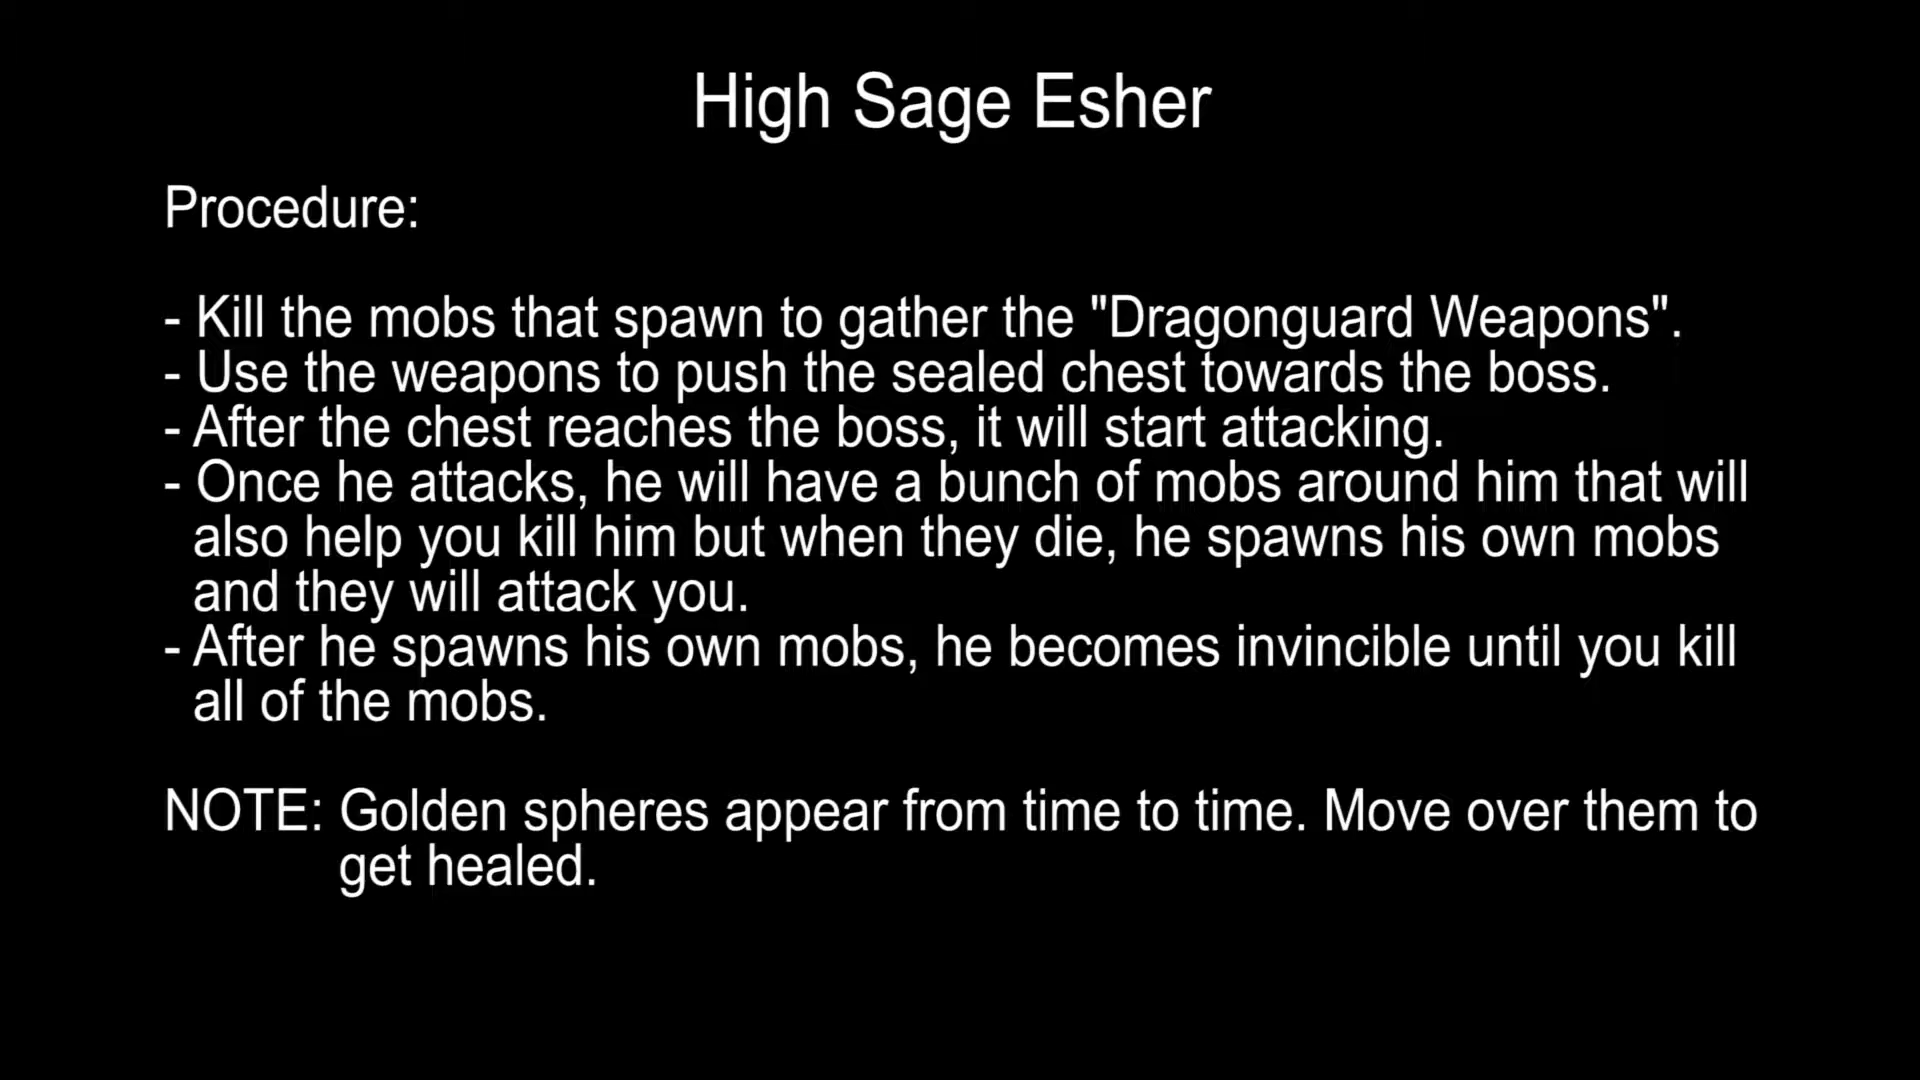 High Sage Esher
Procedure:
- Kill the mobs that spawn to gather the "Dragonguard Weapons".
- Use the weapons to push the sealed chest towards the boss.
- After the chest reaches the boss, it will start attacking.
- Once he attacks, he will have a bunch of mobs around him that will
also help you kill him but when they die, he spawns his own mobs
and they will attack you.
- After he spawns his own mobs, he becomes invincible until you kill
all of the mobs.
NOTE: Golden spheres appear from time to time. Move over them to
get healed.